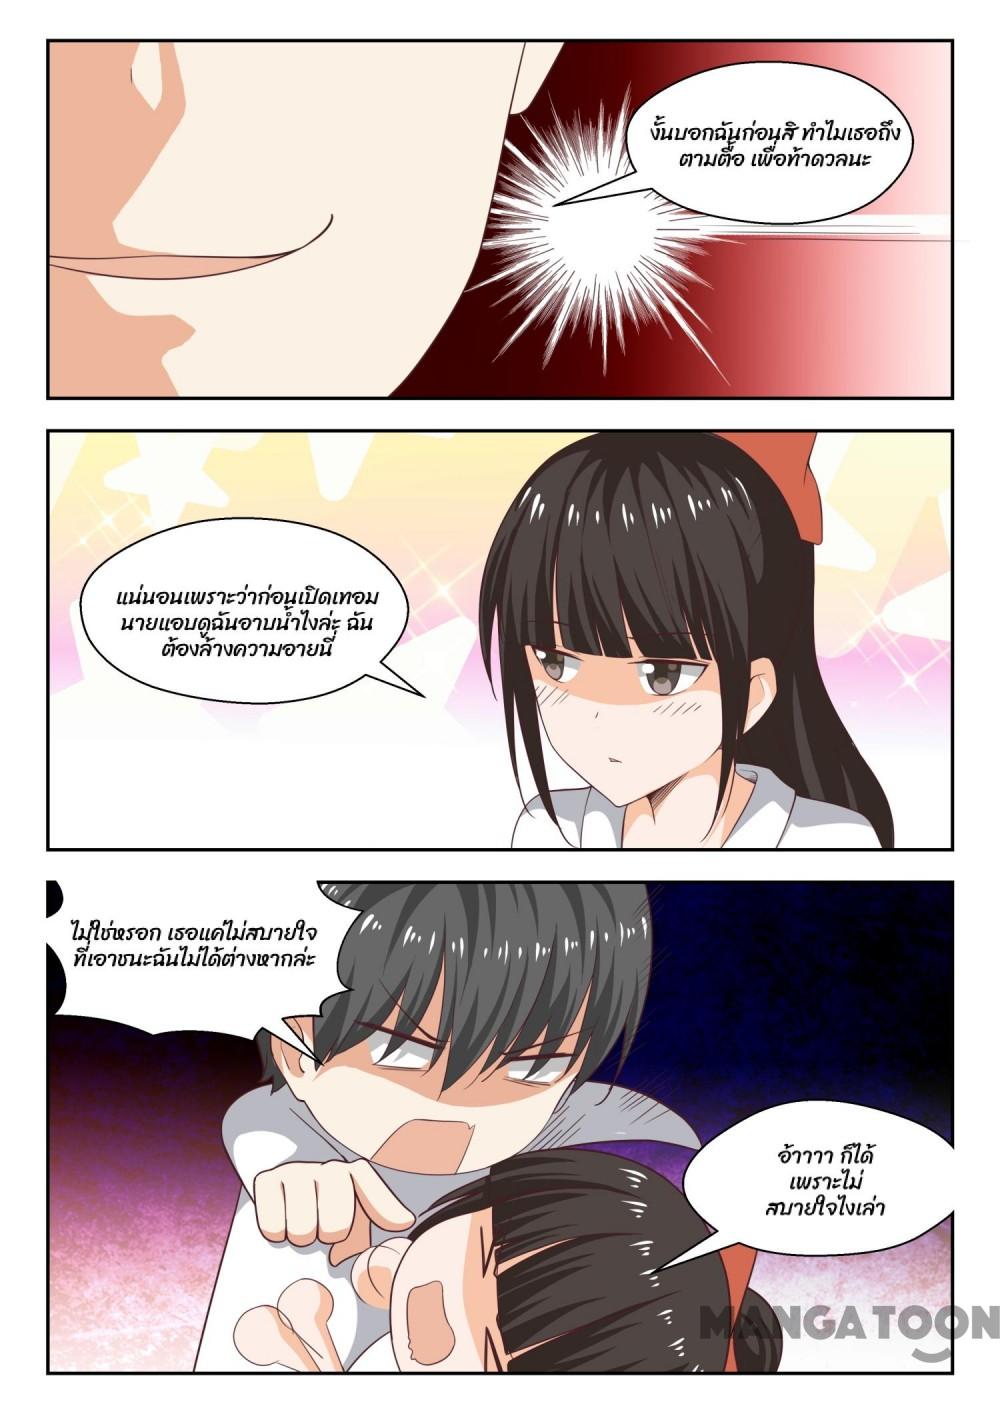 งั้นบอกฉันก่อนสิ ทำไมเธอถึง
ตามตื้อ เพื่อท้าดวลนะ
แน่นอนเพราะว่าก่อนเปิดเทอม
นายแอบดูฉันอาบน้ำไงล่ะ ฉัน
ต้องล้างความอายนี่
ไม่ใช่หรอก เธอแค่ไม่สบายใจ
ที่เอาชนะฉันไม่ได้ต่างหากล่ะ
อ้าาาา ก็ได้
เพราะไม่
สบายใจไงเล่า
MANGATOON